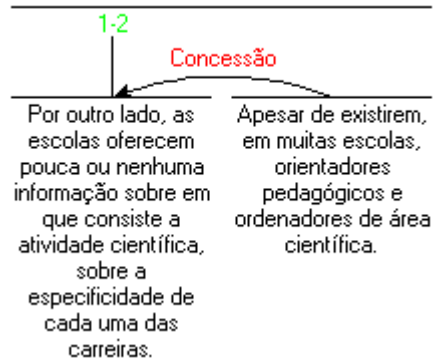 1-2
Concessão
Por outro lado, as
escolas oferecem
pouca ou nenhuma
informação sobre em
que consiste a
atividade científica,
sobre a
especificidade de
cada uma das
carreiras.
Apesar de existirem,
em muitas escolas,
orientadores
pedagógicos e
ordenadores de área
científica.